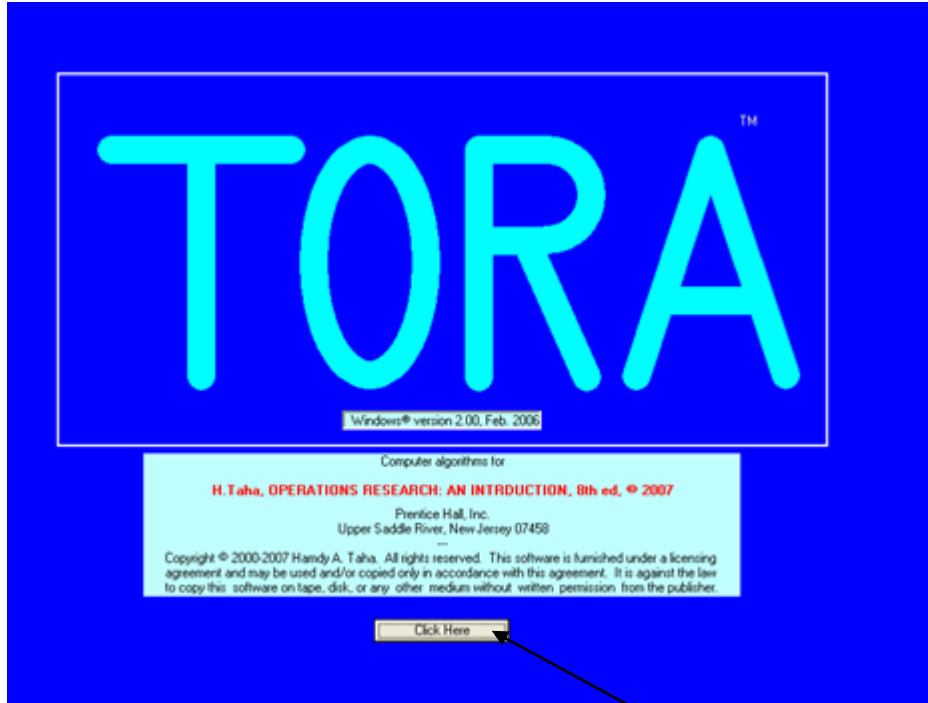 TORA
TM
Windows® version 2.00, Feb. 2006
Computer algorithms for
H.Taha, OPERATIONS RESEARCH: AN INTRDUCTION, 8th ed, © 2007
Prentice Hall, Inc.
Upper Saddle River, New Jersey 07458
---
Copyright © 2000-2007 Hamdy A. Taha. All rights reserved. This software is furnished under a licensing
agreement and may be used and/or copied only in accordance with this agreement. It is against the law
to copy this software on tape, disk, or any other medium without written permission from the publisher.
Click Here